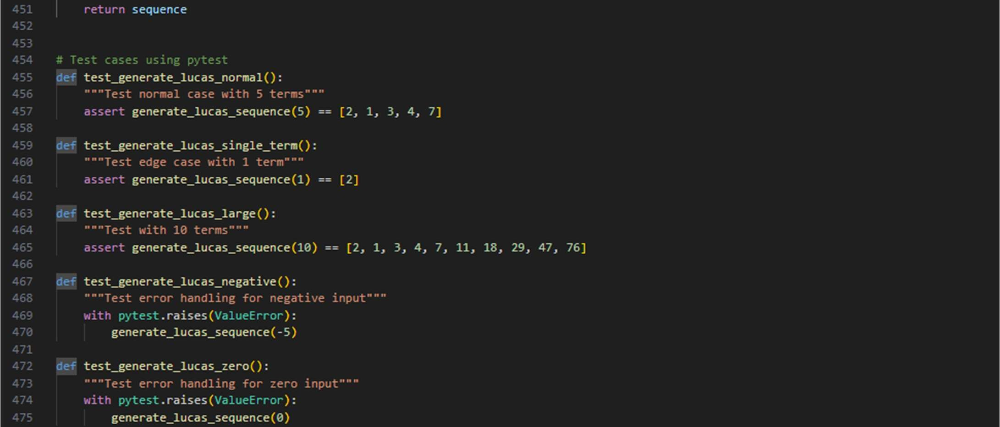 451 return sequence
452
453
454 # Test cases using pytest
455 def test_generate_lucas_normal():
456 """Test normal case with 5 terms"""
457 assert generate_lucas_sequence(5) == [2, 1, 3, 4, 7]
458
459 def test_generate_lucas_single_term():
460 """Test edge case with 1 term"""
461 assert generate_lucas_sequence(1) == [2]
462
463 def test_generate_lucas_large():
464 """Test with 10 terms"""
465 assert generate_lucas_sequence(10) == [2, 1, 3, 4, 7, 11, 18, 29, 47, 76]
466
467 def test_generate_lucas_negative():
468 """Test error handling for negative input"""
469 with pytest.raises(ValueError):
470 generate_lucas_sequence(-5)
471
472 def test_generate_lucas_zero():
473 """Test error handling for zero input"""
474 with pytest.raises(ValueError):
475 generate_lucas_sequence(0)